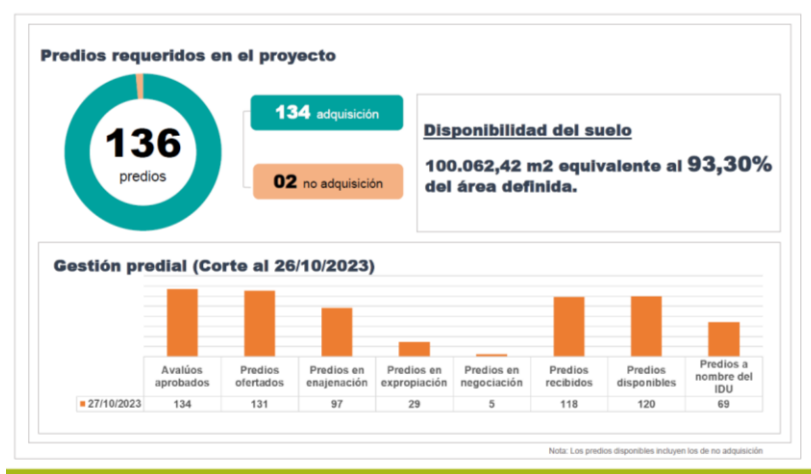 Predios requeridos en el proyecto
136
predios
134 adquisición
02 no adquisición
Disponibilidad del suelo
100.062,42 m2 equivalente al 93,30%
del área definida.
Gestión predial (Corte al 26/10/2023)
Avalúos aprobados
Predios ofertados
Predios en enajenación
Predios en expropiación
Predios en negociación
Predios recibidos
Predios disponibles
Predios a nombre del IDU
27/10/2023 134 131 97 29 5 118 120 69
Nota: Los predios disponibles incluyen los de no adquisición